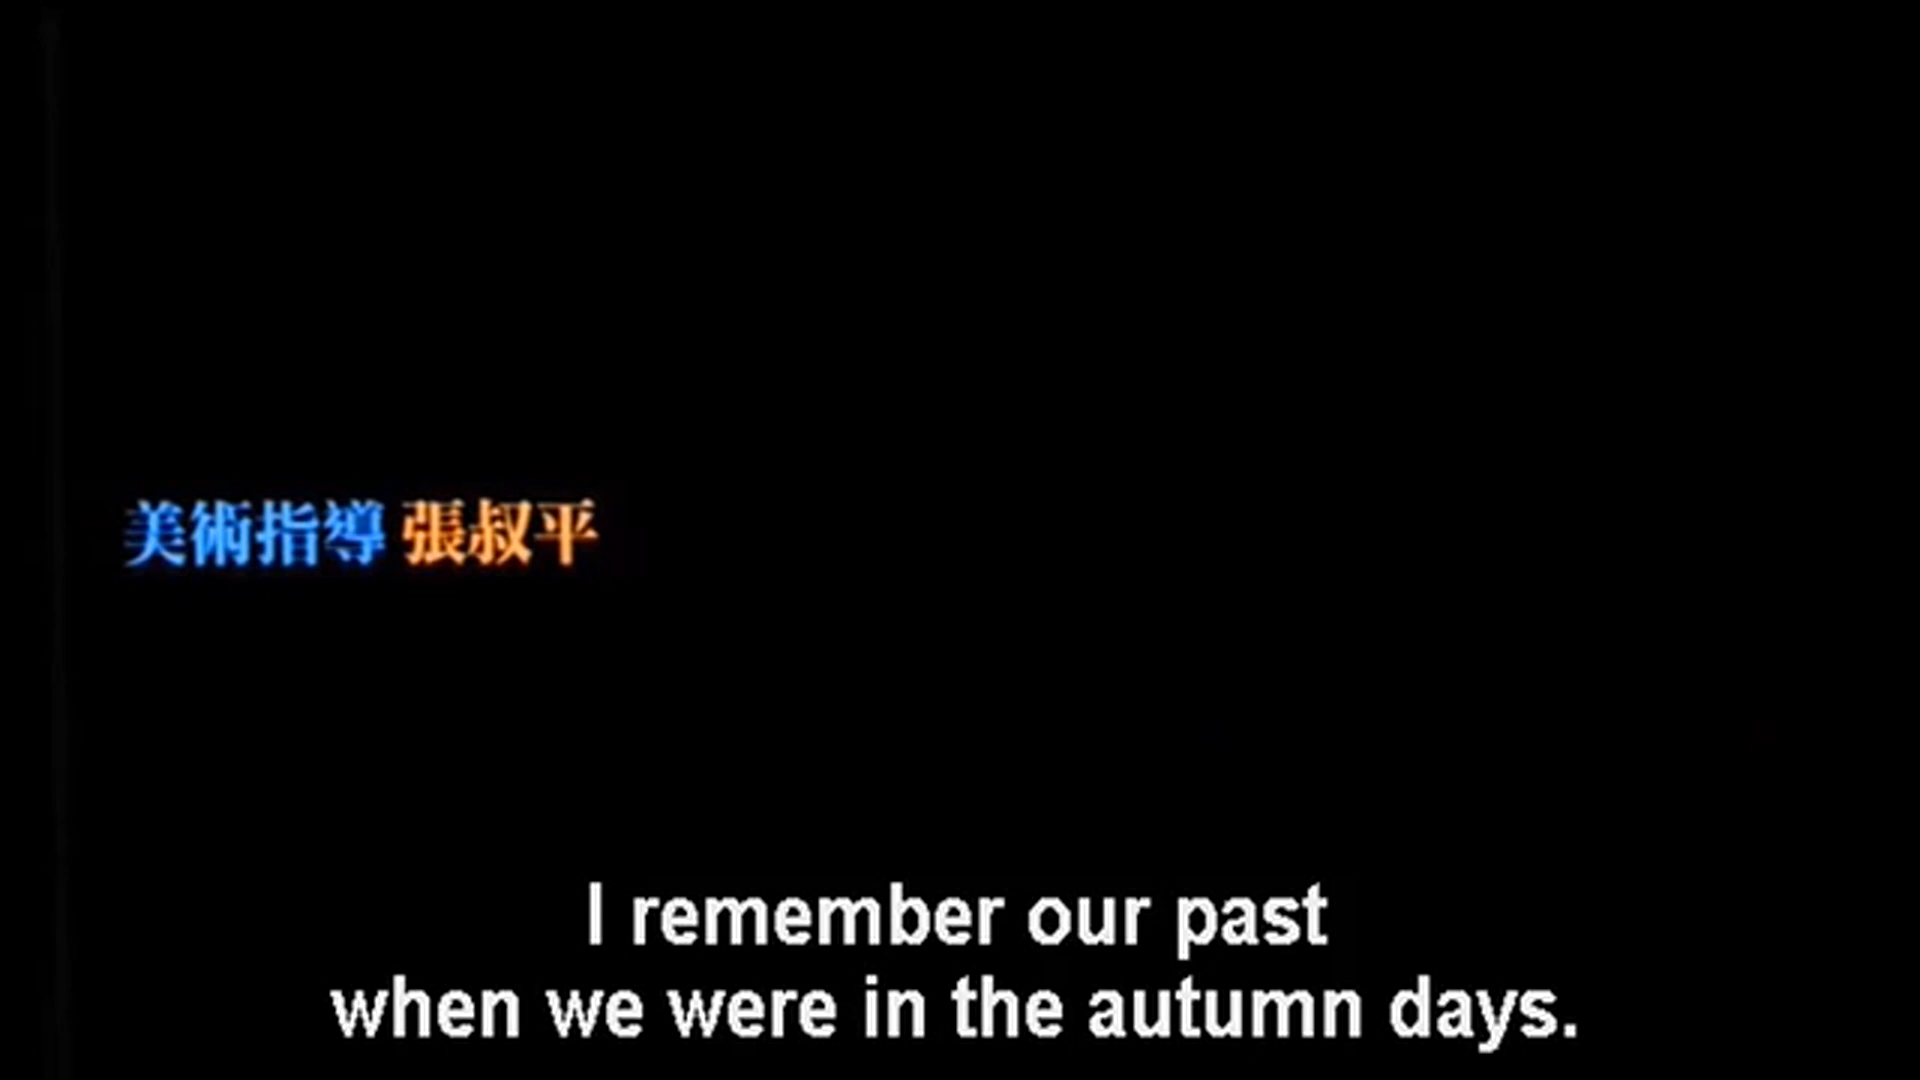 美術指導 張叔平
I remember our past
when we were in the autumn days.